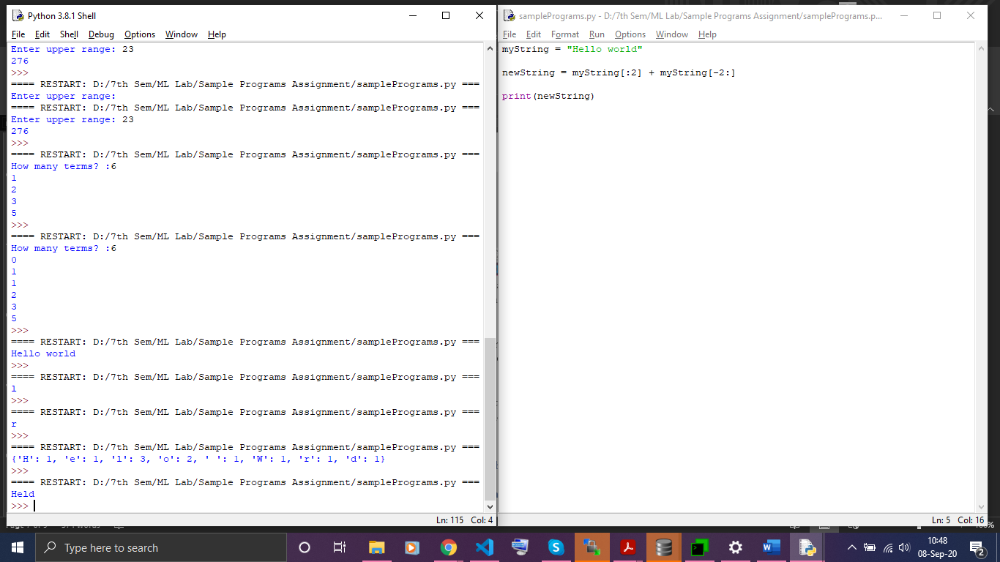 Python 3.8.1 Shell
File Edit Shell Debug Options Window Help
Enter upper range: 23
276
>>>
==== RESTART: D:/7th Sem/ML Lab/Sample Programs Assignment/samplePrograms.py ===
Enter upper range:
==== RESTART: D:/7th Sem/ML Lab/Sample Programs Assignment/samplePrograms.py ===
Enter upper range: 23
276
>>>
==== RESTART: D:/7th Sem/ML Lab/Sample Programs Assignment/samplePrograms.py ===
How many terms? :6
1
2
3
5
>>>
==== RESTART: D:/7th Sem/ML Lab/Sample Programs Assignment/samplePrograms.py ===
How many terms? :6
0
1
1
2
3
5
>>>
==== RESTART: D:/7th Sem/ML Lab/Sample Programs Assignment/samplePrograms.py ===
Hello world
>>>
==== RESTART: D:/7th Sem/ML Lab/Sample Programs Assignment/samplePrograms.py ===
l
>>>
==== RESTART: D:/7th Sem/ML Lab/Sample Programs Assignment/samplePrograms.py ===
r
>>>
==== RESTART: D:/7th Sem/ML Lab/Sample Programs Assignment/samplePrograms.py ===
{'H': 1, 'e': 1, 'l': 3, 'o': 2, ' ': 1, 'W': 1, 'r': 1, 'd': 1}
>>>
==== RESTART: D:/7th Sem/ML Lab/Sample Programs Assignment/samplePrograms.py ===
Held
>>>
Ln: 115 Col: 4
samplePrograms.py - D:/7th Sem/ML Lab/Sample Programs Assignment/samplePrograms.p...
File Edit Format Run Options Window Help
myString = "Hello world"
newString = myString[:2] + myString[-2:]
print(newString)
Ln: 5 Col: 16
Type here to search
10:48
08-Sep-20
2